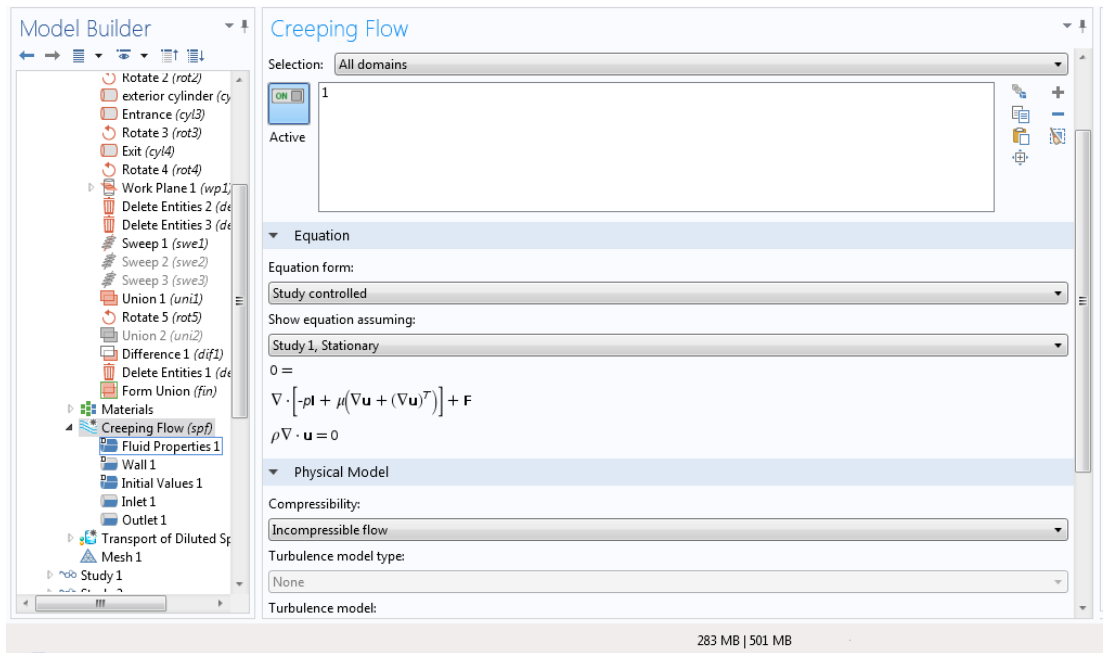 Model Builder
Rotate 2 (rot2)
exterior cylinder (cy
Entrance (cyl3)
Rotate 3 (rot3)
Exit (cyl4)
Rotate 4 (rot4)
Work Plane 1 (wp1)
Delete Entities 2 (de
Delete Entities 3 (de
Sweep 1 (swe1)
Sweep 2 (swe2)
Sweep 3 (swe3)
Union 1 (uni1)
Rotate 5 (rot5)
Union 2 (uni2)
Difference 1 (dif1)
Delete Entities 1 (de
Form Union (fin)
Materials
Creeping Flow (spf)
Fluid Properties 1
Wall 1
Initial Values 1
Inlet 1
Outlet 1
Transport of Diluted Sp
Mesh 1
Study 1
Creeping Flow
Selection: All domains
ON
1
Active
Equation
Equation form:
Study controlled
Show equation assuming:
Study 1, Stationary
0 =
∇ · [-pI + μ(∇u + (∇u)ᵀ)] + F
ρ∇ · u = 0
Physical Model
Compressibility:
Incompressible flow
Turbulence model type:
None
Turbulence model:
283 MB | 501 MB